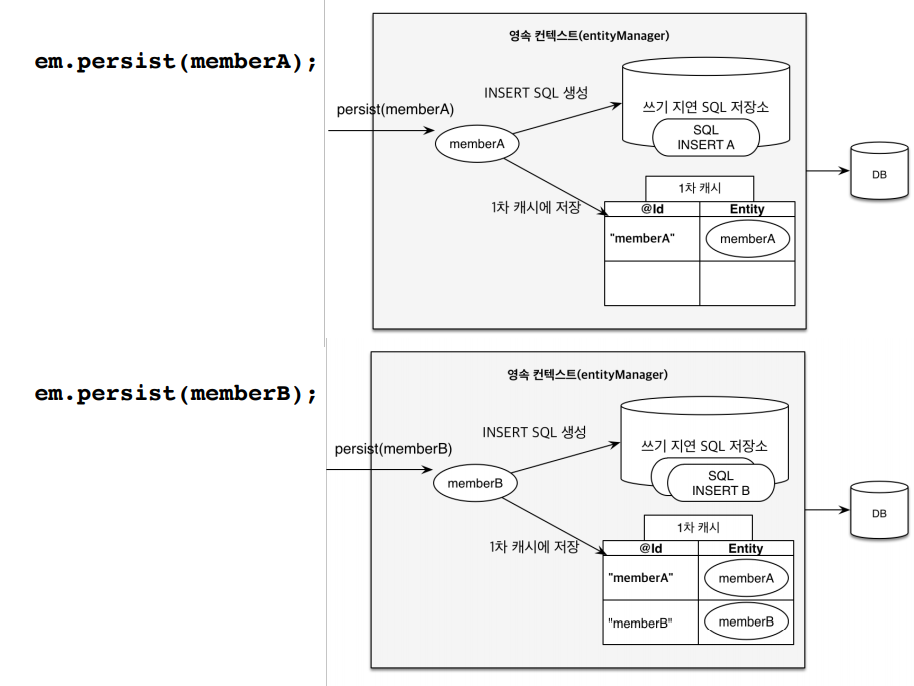 em.persist(memberA);
영속 컨텍스트(entityManager)
INSERT SQL 생성
persist(memberA)
memberA
쓰기 지연 SQL 저장소
SQL
INSERT A
DB
1차 캐시에 저장
1차 캐시
@Id Entity
"memberA" memberA
em.persist(memberB);
영속 컨텍스트(entityManager)
INSERT SQL 생성
persist(memberB)
memberB
쓰기 지연 SQL 저장소
SQL
INSERT B
DB
1차 캐시에 저장
1차 캐시
@Id Entity
"memberA" memberA
"memberB" memberB